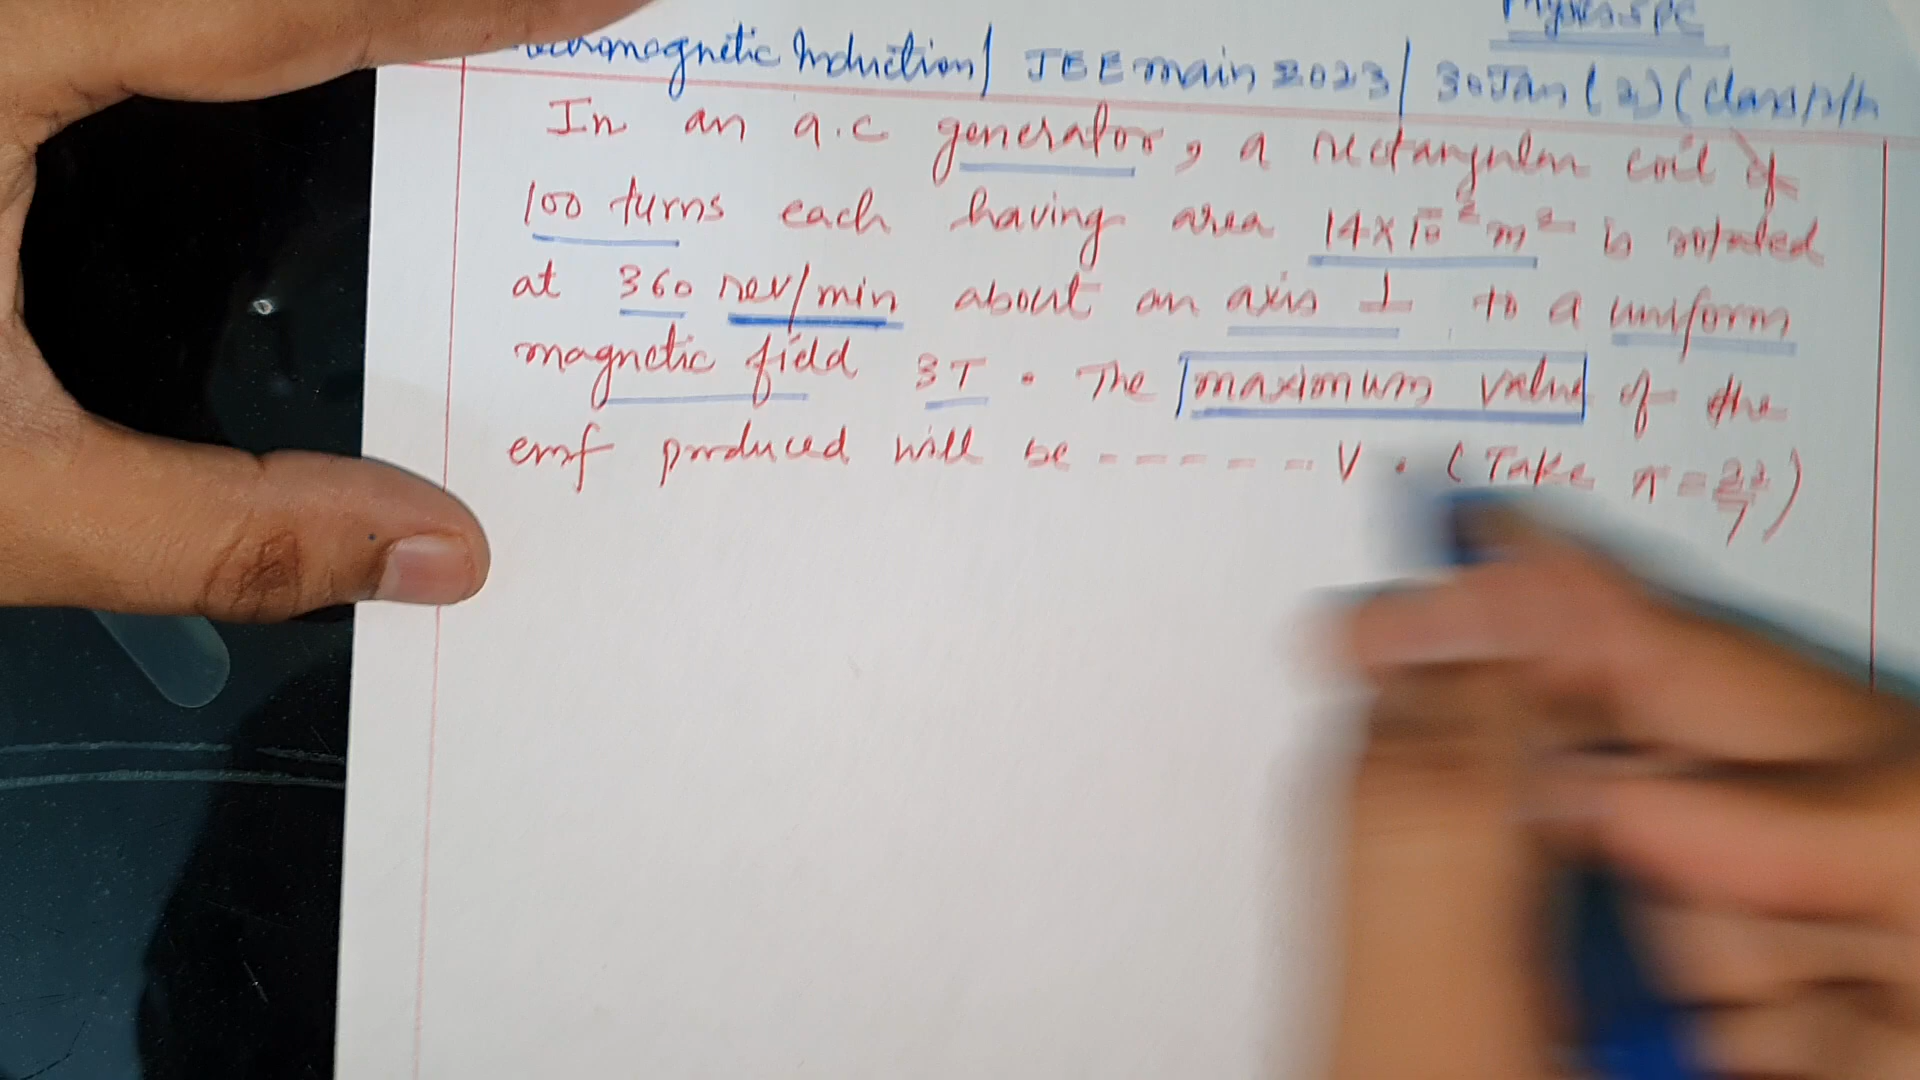 Physics SPC
Electromagnetic Induction/ JEE main 2023/ 30 Jan (2) (class 12th
In an a.c generator, a rectangular coil of
100 turns each having area 14×10⁻² m² is rotated
at 360 rev/min about an axis ⊥ to a uniform
magnetic field 3T. The maximum value of the
emf produced will be ------ V. (Take π = 22/7)